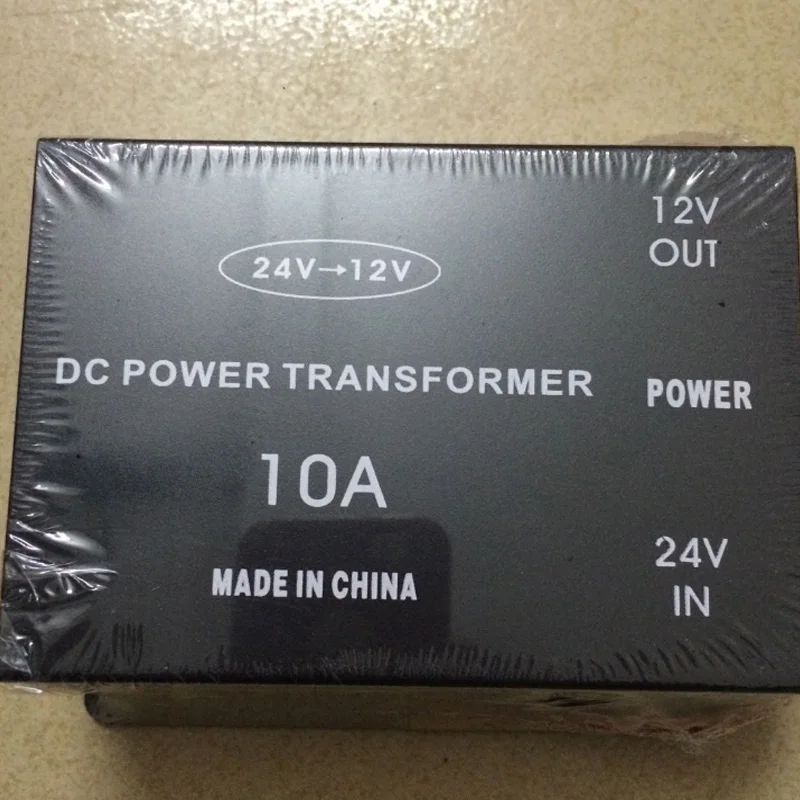 12V
OUT
24V→12V
DC POWER TRANSFORMER
POWER
10A
24V
IN
MADE IN CHINA